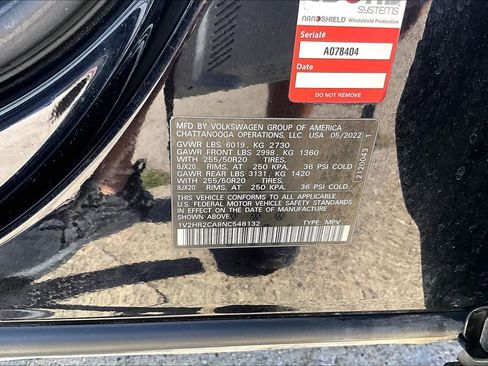 SYSTEMS
NANOSHIELD Windshield Protection
Serial#
A078404
Date:
MFD BY VOLKSWAGEN GROUP OF AMERICA
CHATTANOOGA OPERATIONS, LLC. USA 05/2022
GVWR LBS 6019, KG 2730
GAWR FRONT LBS 2998, KG 1360
WITH 255/50R20 TIRES,
8JX20 RIMS, AT 250 KPA, 36 PSI COLD
GAWR REAR LBS 3131, KG 1420
WITH 255/50R20 TIRES,
8JX20 RIMS, AT 250 KPA, 36 PSI COLD
THIS VEHICLE CONFORMS TO ALL APPLICABLE
U.S. FEDERAL MOTOR VEHICLE SAFETY STANDARDS
IN EFFECT ON THE DATE OF MANUFACTURE
SHOWN ABOVE.
1V2HR2CA8NC548132 TYPE: MPV